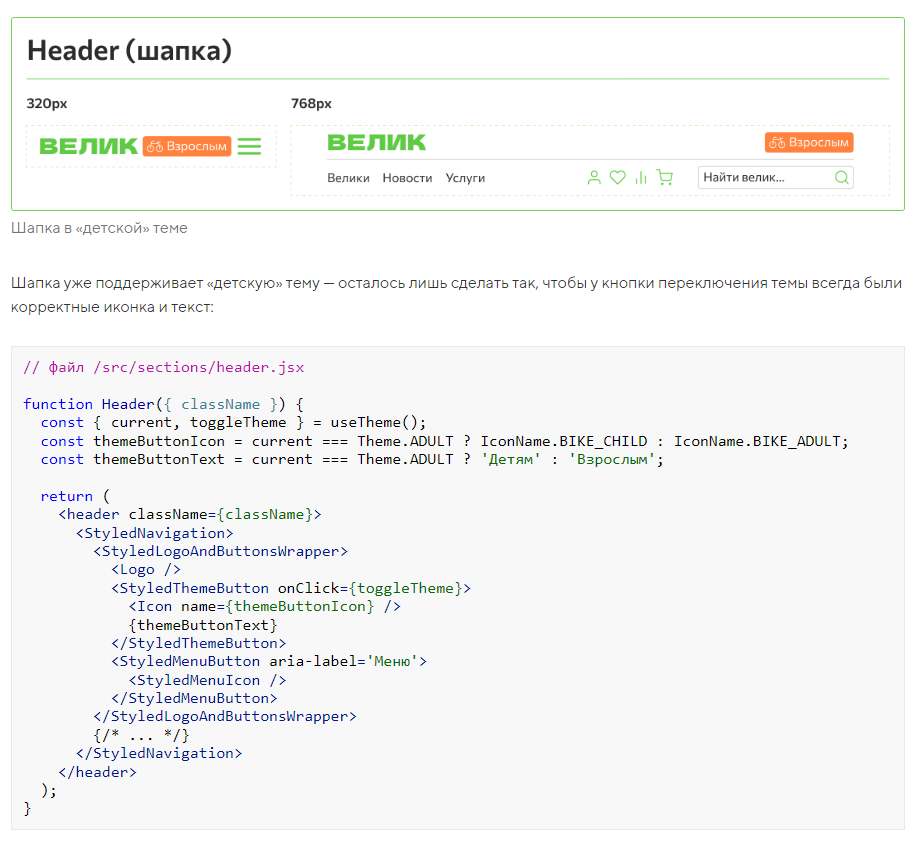 Header (шапка)
320px
768px
ВЕЛИК Взрослым
ВЕЛИК Взрослым
Велики Новости Услуги Найти велик...
Шапка в «детской» теме
Шапка уже поддерживает «детскую» тему — осталось лишь сделать так, чтобы у кнопки переключения темы всегда были
корректные иконка и текст:
// файл /src/sections/header.jsx
function Header({ className }) {
  const { current, toggleTheme } = useTheme();
  const themeButtonIcon = current === Theme.ADULT ? IconName.BIKE_CHILD : IconName.BIKE_ADULT;
  const themeButtonText = current === Theme.ADULT ? 'Детям' : 'Взрослым';
  return (
    <header className={className}>
      <StyledNavigation>
        <StyledLogoAndButtonsWrapper>
          <Logo />
          <StyledThemeButton onClick={toggleTheme}>
            <Icon name={themeButtonIcon} />
            {themeButtonText}
          </StyledThemeButton>
          <StyledMenuButton aria-label='Меню'>
            <StyledMenuIcon />
          </StyledMenuButton>
        </StyledLogoAndButtonsWrapper>
        {/* ... */}
      </StyledNavigation>
    </header>
  );
}